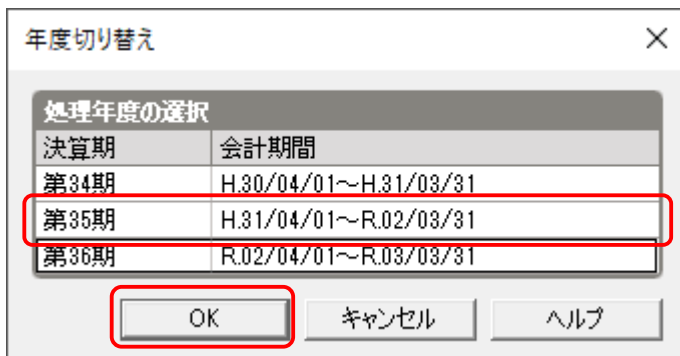 年度切り替え
処理年度の選択
決算期 会計期間
第34期 H.30/04/01～H.31/03/31
第35期 H.31/04/01～R.02/03/31
第36期 R.02/04/01～R.03/03/31
OK キャンセル ヘルプ